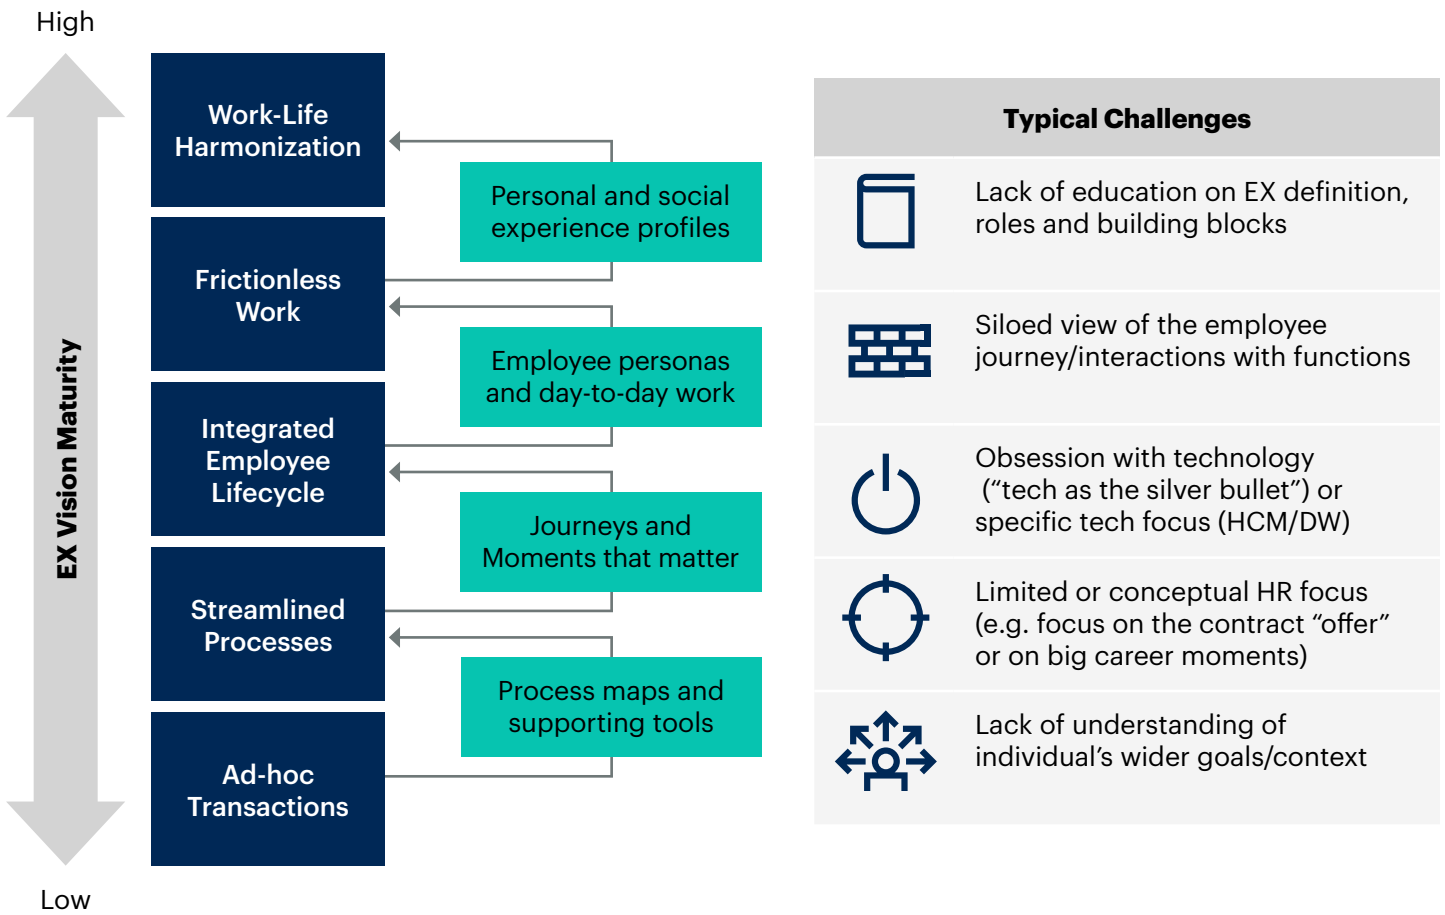 High
EX Vision Maturity
Low
Work-Life
Harmonization
Frictionless
Work
Integrated
Employee
Lifecycle
Streamlined
Processes
Ad-hoc
Transactions
Personal and social
experience profiles
Employee personas
and day-to-day work
Journeys and
Moments that matter
Process maps and
supporting tools
Typical Challenges
Lack of education on EX definition,
roles and building blocks
Siloed view of the employee
journey/interactions with functions
Obsession with technology
(“tech as the silver bullet”) or
specific tech focus (HCM/DW)
Limited or conceptual HR focus
(e.g. focus on the contract “offer”
or on big career moments)
Lack of understanding of
individual’s wider goals/context